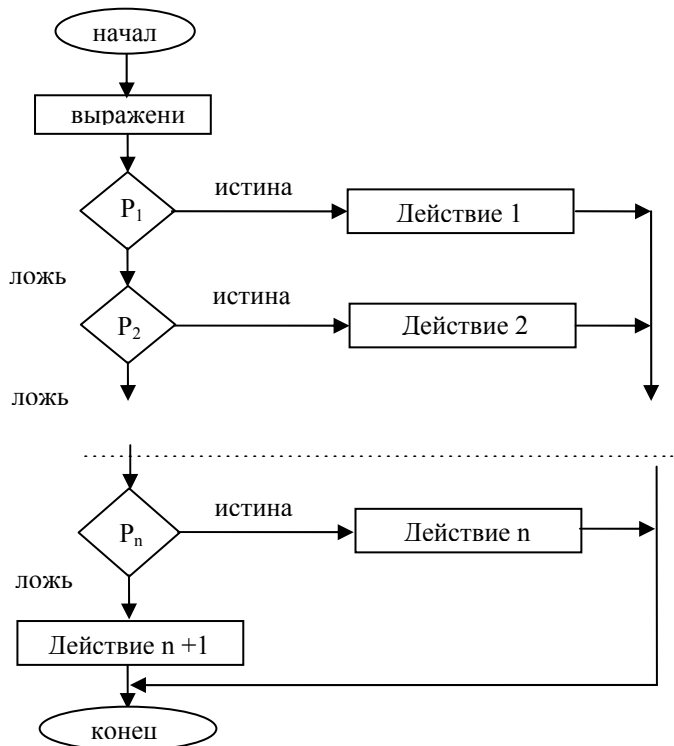 начал
выражени
P₁
истина
Действие 1
ложь
P₂
истина
Действие 2
ложь
Pₙ
истина
Действие n
ложь
Действие n +1
конец